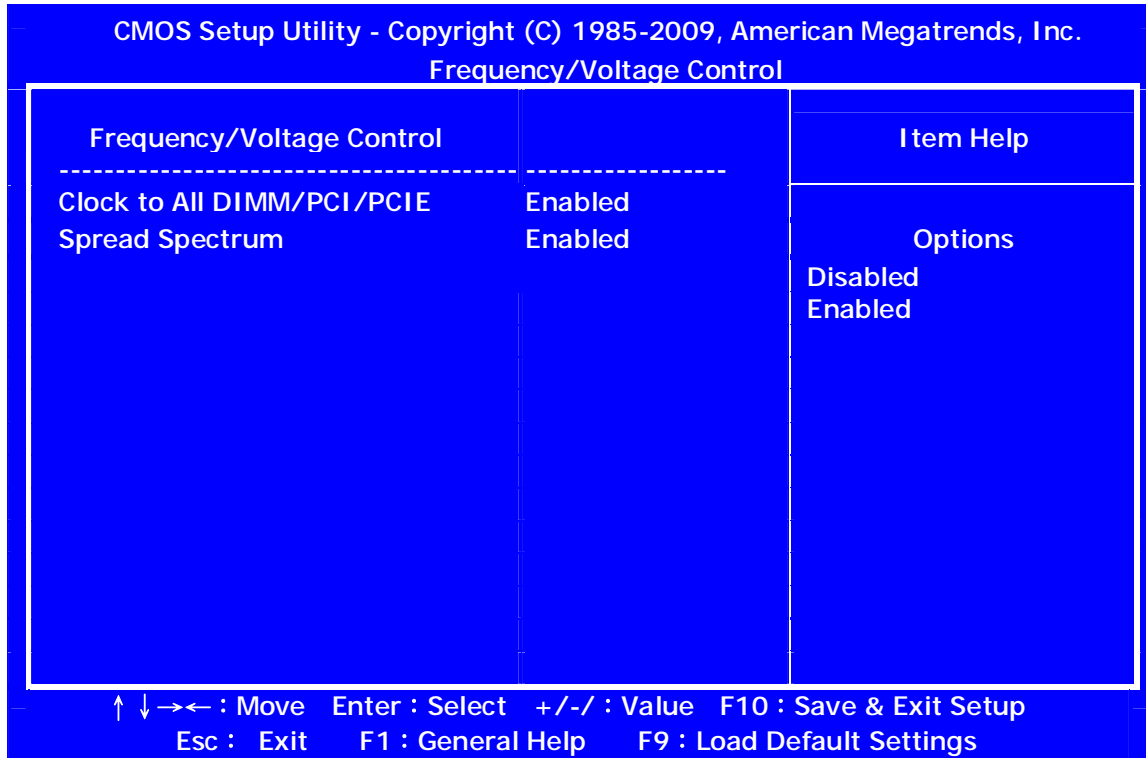 CMOS Setup Utility - Copyright (C) 1985-2009, American Megatrends, Inc.
Frequency/Voltage Control
Frequency/Voltage Control
Item Help
----------------------------------------- ------------------
Clock to All DIMM/PCI/PCIE Enabled
Spread Spectrum Enabled
Options
Disabled
Enabled
↑↓→←：Move Enter：Select +/-/：Value F10：Save & Exit Setup
Esc： Exit F1：General Help F9：Load Default Settings